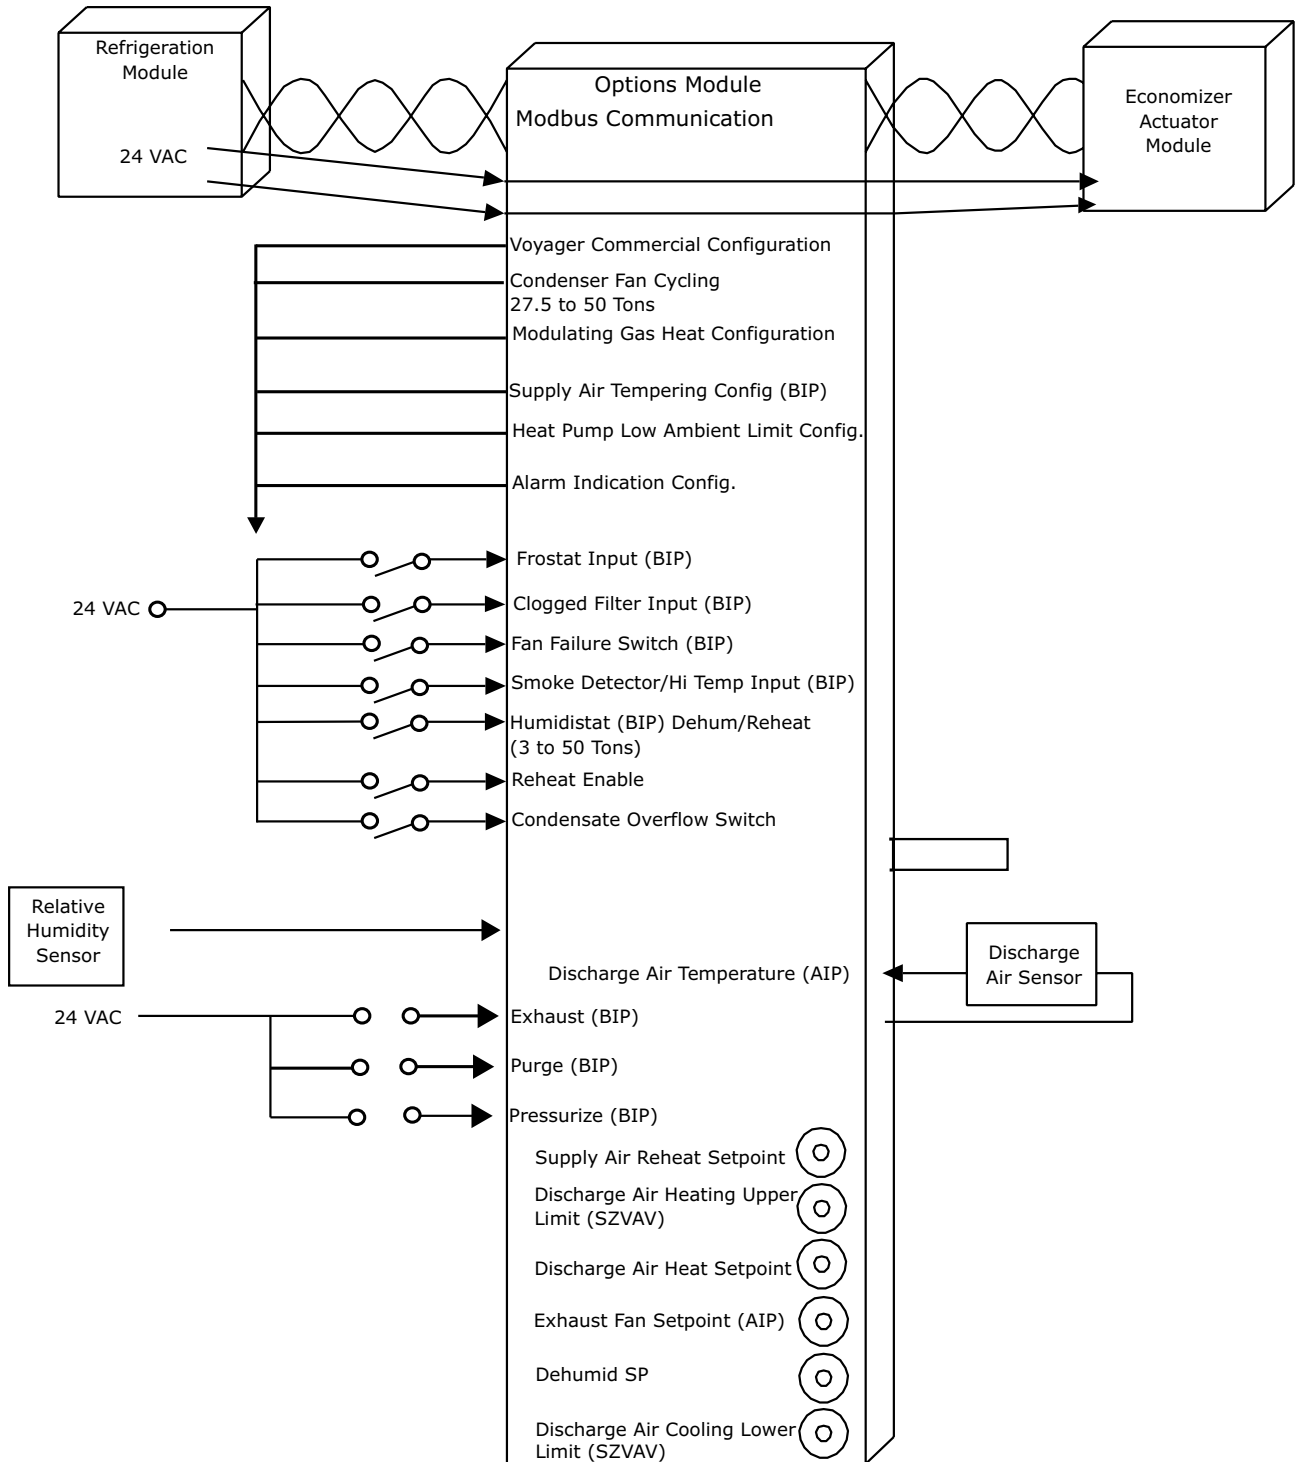 Refrigeration
Module
24 VAC
Options Module
Modbus Communication
Economizer
Actuator
Module
Voyager Commercial Configuration
Condenser Fan Cycling
27.5 to 50 Tons
Modulating Gas Heat Configuration
Supply Air Tempering Config (BIP)
Heat Pump Low Ambient Limit Config.
Alarm Indication Config.
24 VAC
Frostat Input (BIP)
Clogged Filter Input (BIP)
Fan Failure Switch (BIP)
Smoke Detector/Hi Temp Input (BIP)
Humidistat (BIP) Dehum/Reheat
(3 to 50 Tons)
Reheat Enable
Condensate Overflow Switch
Relative
Humidity
Sensor
Discharge Air Temperature (AIP)
Discharge
Air Sensor
24 VAC
Exhaust (BIP)
Purge (BIP)
Pressurize (BIP)
Supply Air Reheat Setpoint
Discharge Air Heating Upper
Limit (SZVAV)
Discharge Air Heat Setpoint
Exhaust Fan Setpoint (AIP)
Dehumid SP
Discharge Air Cooling Lower
Limit (SZVAV)